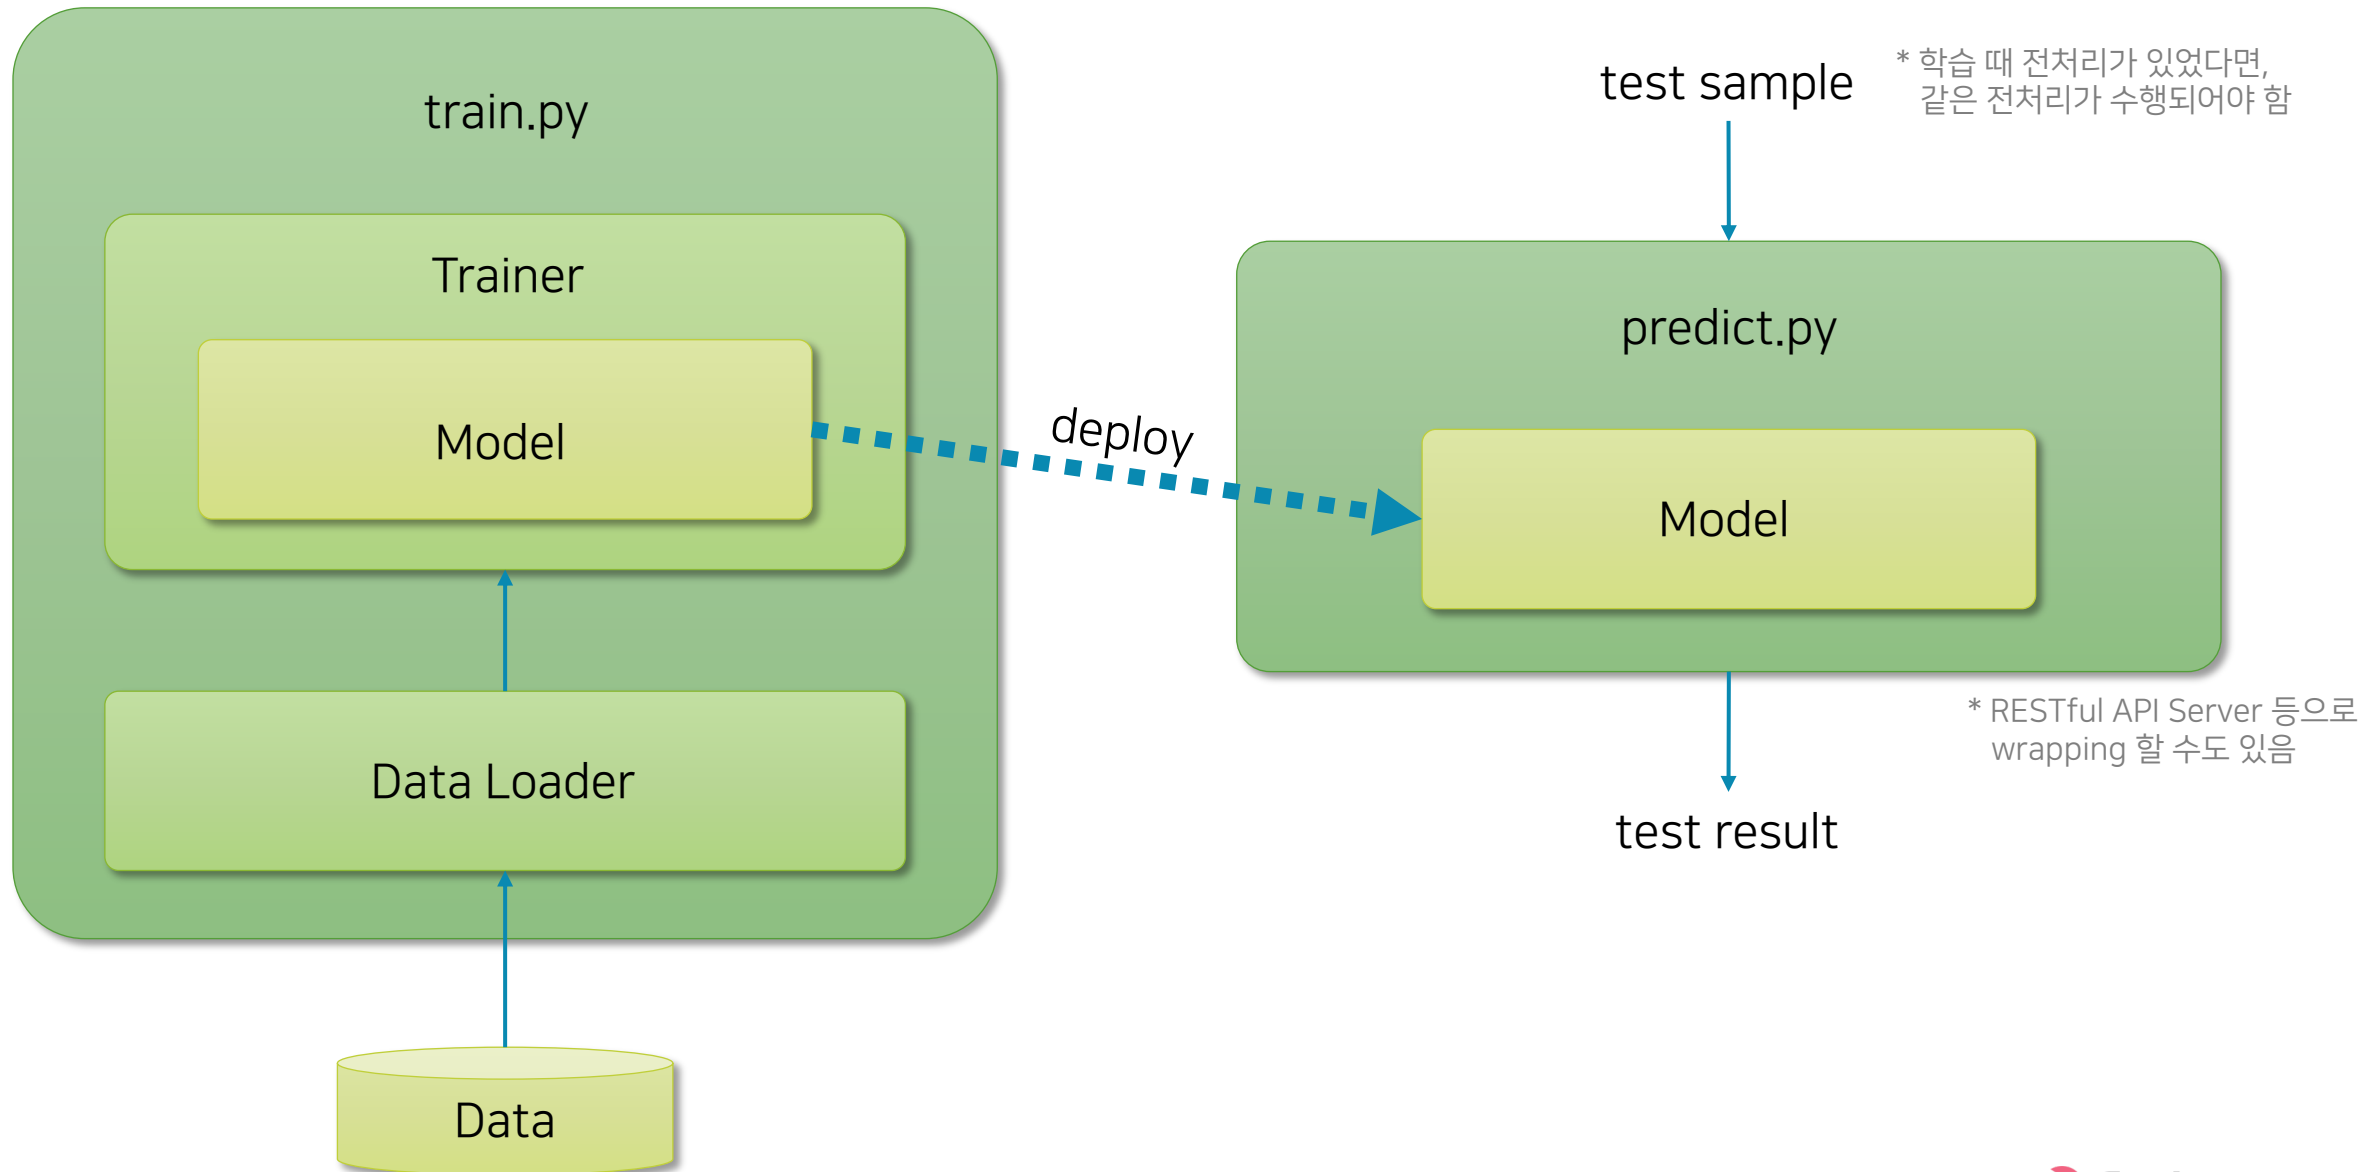 train.py
Trainer
Model
Data Loader
Data
deploy
test sample
* 학습 때 전처리가 있었다면,
같은 전처리가 수행되어야 함
predict.py
Model
* RESTful API Server 등으로
wrapping 할 수도 있음
test result